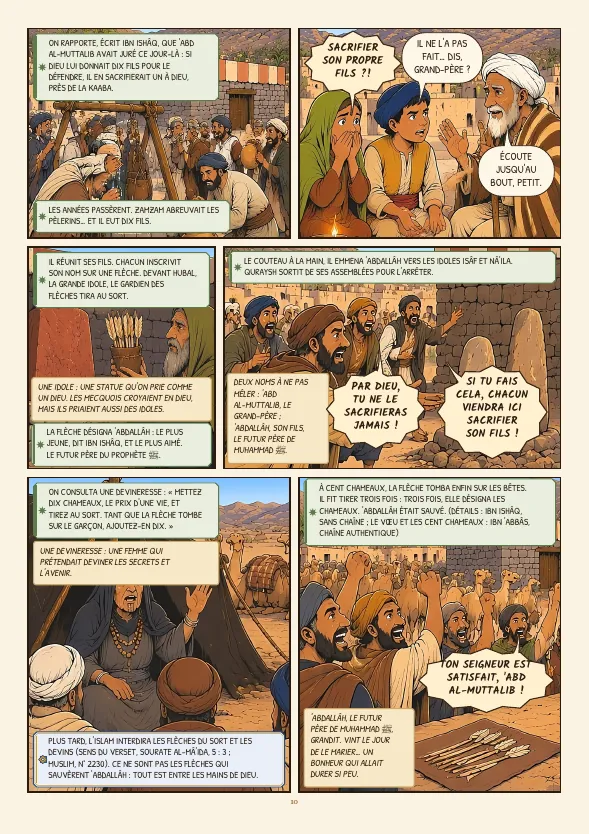 ON RAPPORTE, ÉCRIT IBN ISHÂQ, QUE ʿABD
AL-MUTTALIB AVAIT JURÉ CE JOUR-LÀ : SI
DIEU LUI DONNAIT DIX FILS POUR LE
DÉFENDRE, IL EN SACRIFIERAIT UN À DIEU,
PRÈS DE LA KAABA.
LES ANNÉES PASSÈRENT. ZAMZAM ABREUVAIT LES
PÈLERINS... ET IL EUT DIX FILS.
SACRIFIER
SON PROPRE
FILS ?!
IL NE L'A PAS
FAIT... DIS,
GRAND-PÈRE ?
ÉCOUTE
JUSQU'AU
BOUT, PETIT.
IL RÉUNIT SES FILS. CHACUN INSCRIVIT
SON NOM SUR UNE FLÈCHE. DEVANT HUBAL,
LA GRANDE IDOLE, LE GARDIEN DES
FLÈCHES TIRA AU SORT.
UNE IDOLE : UNE STATUE QU'ON PRIE COMME
UN DIEU. LES MECQUOIS CROYAIENT EN DIEU,
MAIS ILS PRIAIENT AUSSI DES IDOLES.
LA FLÈCHE DÉSIGNA ʿABDALLÂH : LE PLUS
JEUNE, DIT IBN ISHÂQ, ET LE PLUS AIMÉ.
LE FUTUR PÈRE DU PROPHÈTE ﷺ.
LE COUTEAU À LA MAIN, IL EMMENA ʿABDALLÂH VERS LES IDOLES ISÂF ET NÂʾILA.
QURAYSH SORTIT DE SES ASSEMBLÉES POUR L'ARRÊTER.
DEUX NOMS À NE PAS
MÊLER : ʿABD
AL-MUTTALIB, LE
GRAND-PÈRE ;
ʿABDALLÂH, SON FILS,
LE FUTUR PÈRE DE
MUHAMMAD ﷺ.
PAR DIEU,
TU NE LE
SACRIFIERAS
JAMAIS !
SI TU FAIS
CELA, CHACUN
VIENDRA ICI
SACRIFIER
SON FILS !
ON CONSULTA UNE DEVINERESSE : « METTEZ
DIX CHAMEAUX, LE PRIX D'UNE VIE, ET
TIREZ AU SORT. TANT QUE LA FLÈCHE TOMBE
SUR LE GARÇON, AJOUTEZ-EN DIX. »
UNE DEVINERESSE : UNE FEMME QUI
PRÉTENDAIT DEVINER LES SECRETS ET
L'AVENIR.
PLUS TARD, L'ISLAM INTERDIRA LES FLÈCHES DU SORT ET LES
DEVINS (SENS DU VERSET, SOURATE AL-MÂʾIDA, 5 : 3 ;
MUSLIM, N° 2230). CE NE SONT PAS LES FLÈCHES QUI
SAUVÈRENT ʿABDALLÂH : TOUT EST ENTRE LES MAINS DE DIEU.
À CENT CHAMEAUX, LA FLÈCHE TOMBA ENFIN SUR LES BÊTES.
IL FIT TIRER TROIS FOIS : TROIS FOIS, ELLE DÉSIGNA LES
CHAMEAUX. ʿABDALLÂH ÉTAIT SAUVÉ. (DÉTAILS : IBN ISHÂQ,
SANS CHAÎNE ; LE VŒU ET LES CENT CHAMEAUX : IBN ʿABBÂS,
CHAÎNE AUTHENTIQUE)
TON SEIGNEUR EST
SATISFAIT, ʿABD
AL-MUTTALIB !
ʿABDALLÂH, LE FUTUR
PÈRE DE MUHAMMAD ﷺ,
GRANDIT. VINT LE JOUR
DE LE MARIER... UN
BONHEUR QUI ALLAIT
DURER SI PEU.
10